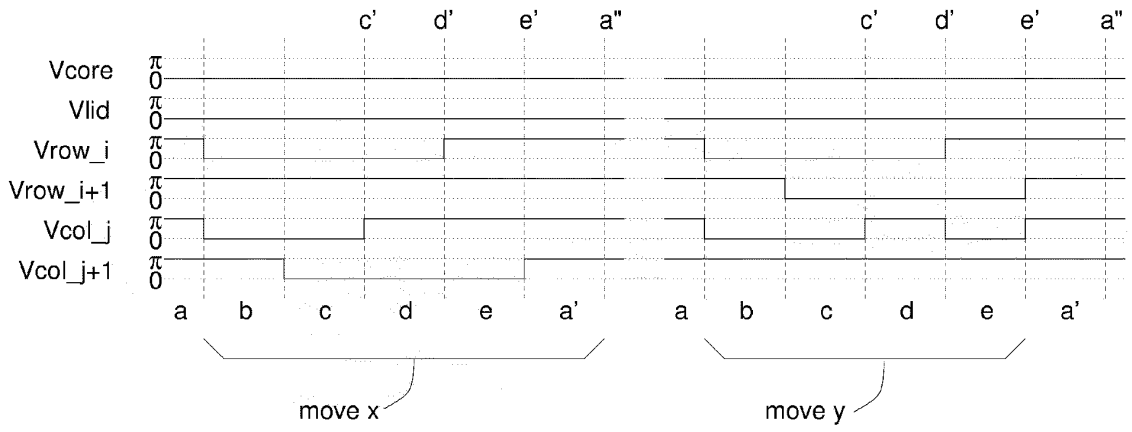 c' d' e' a" c' d' e' a"
Vcore π 0
Vlid π 0
Vrow_i π 0
Vrow_i+1 π 0
Vcol_j π 0
Vcol_j+1 π 0
a b c d e a' a b c d e a'
move x move y